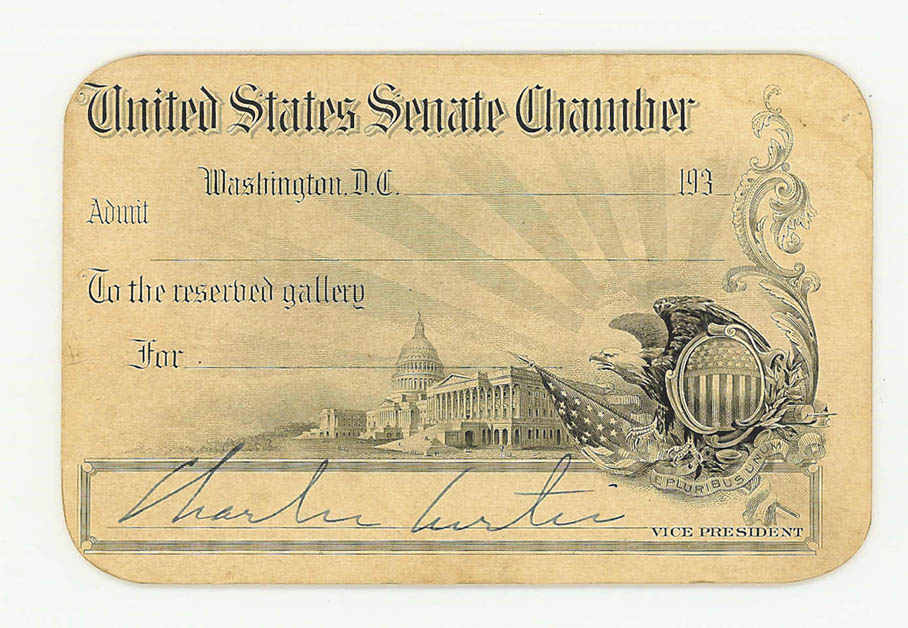 United States Senate Chamber
Washington, D.C. 193
Admit
To the reserved gallery
For
E PLURIBUS UNUM
Charles Curtis
VICE PRESIDENT